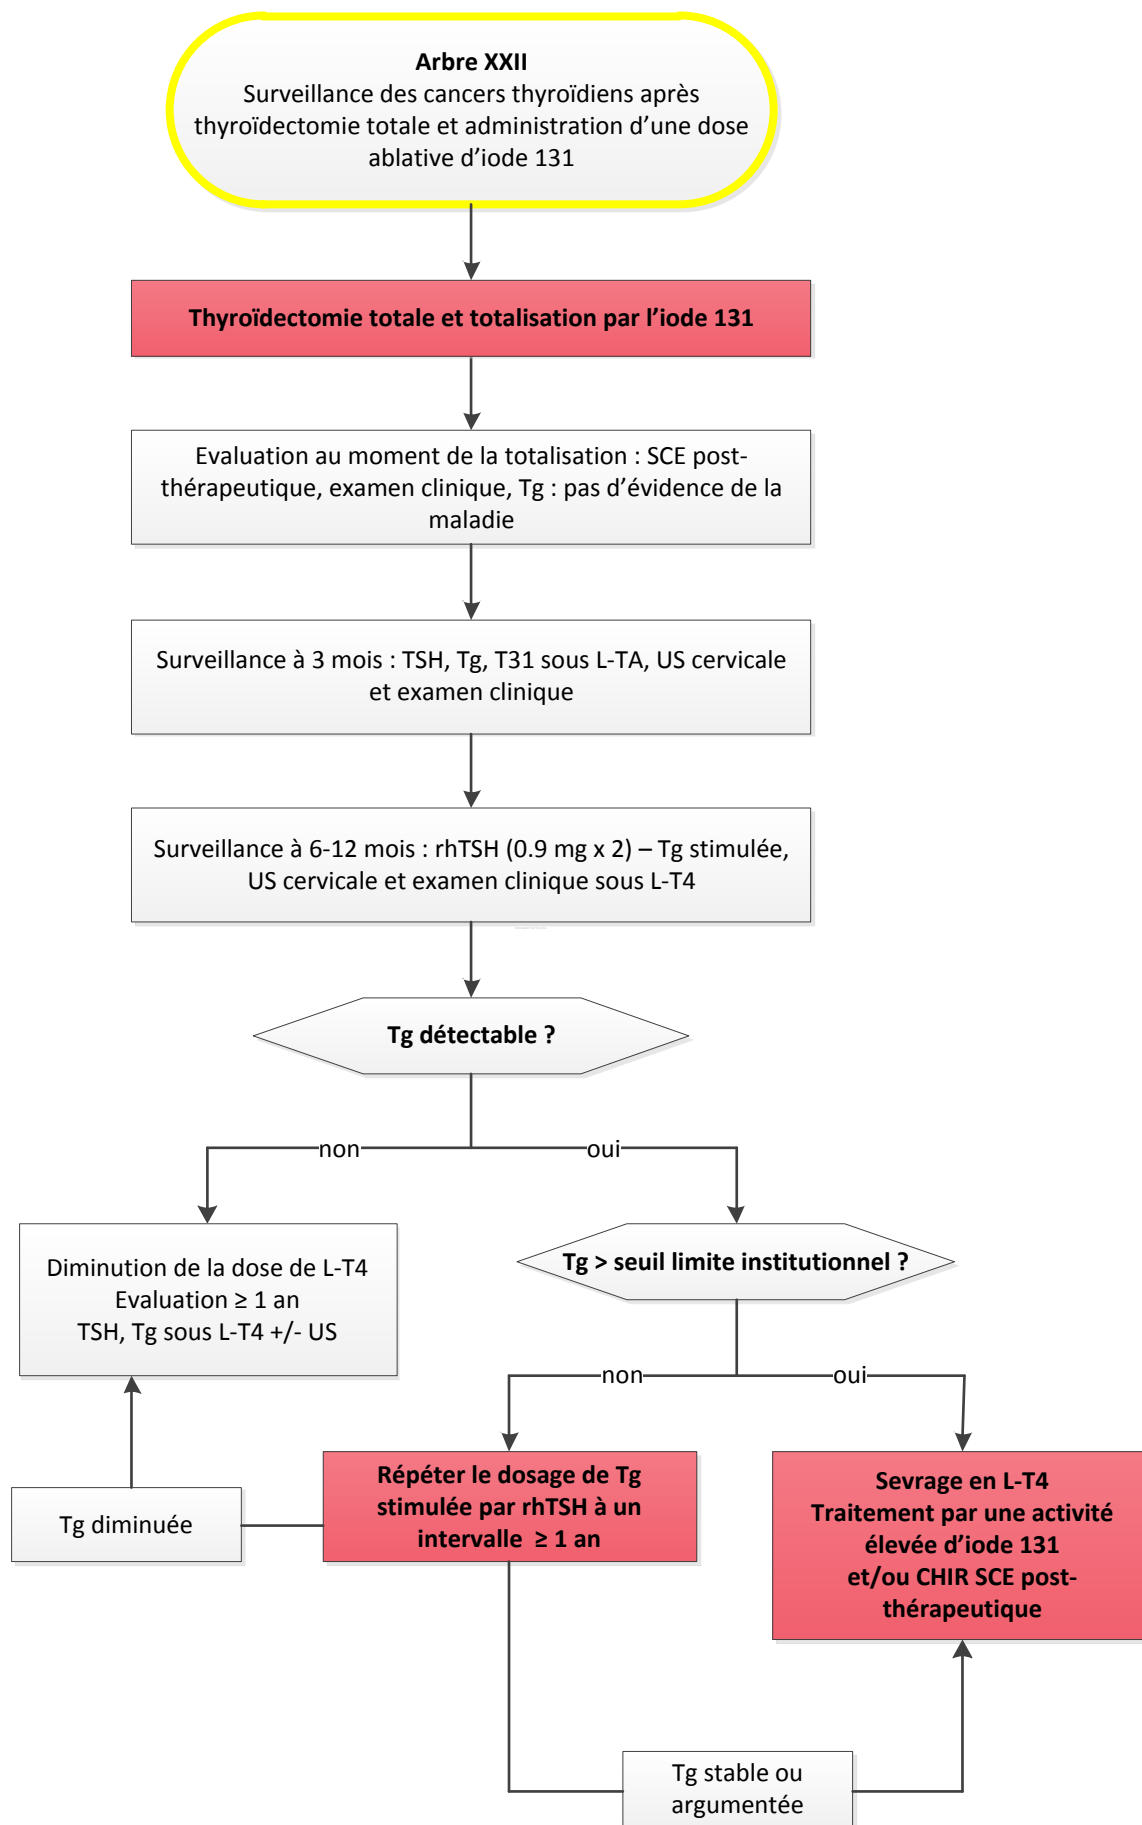 Arbre XXII
Surveillance des cancers thyroïdiens après
thyroïdectomie totale et administration d’une dose
ablative d’iode 131
Thyroïdectomie totale et totalisation par l’iode 131
Evaluation au moment de la totalisation : SCE post-
thérapeutique, examen clinique, Tg : pas d’évidence de la
maladie
Surveillance à 3 mois : TSH, Tg, T31 sous L-TA, US cervicale
et examen clinique
Surveillance à 6-12 mois : rhTSH (0.9 mg x 2) – Tg stimulée,
US cervicale et examen clinique sous L-T4
Tg détectable ?
non
oui
Diminution de la dose de L-T4
Evaluation ≥ 1 an
TSH, Tg sous L-T4 +/- US
Tg > seuil limite institutionnel ?
non
oui
Tg diminuée
Répéter le dosage de Tg
stimulée par rhTSH à un
intervalle ≥ 1 an
Sevrage en L-T4
Traitement par une activité
élevée d’iode 131
et/ou CHIR SCE post-
thérapeutique
Tg stable ou
argumentée